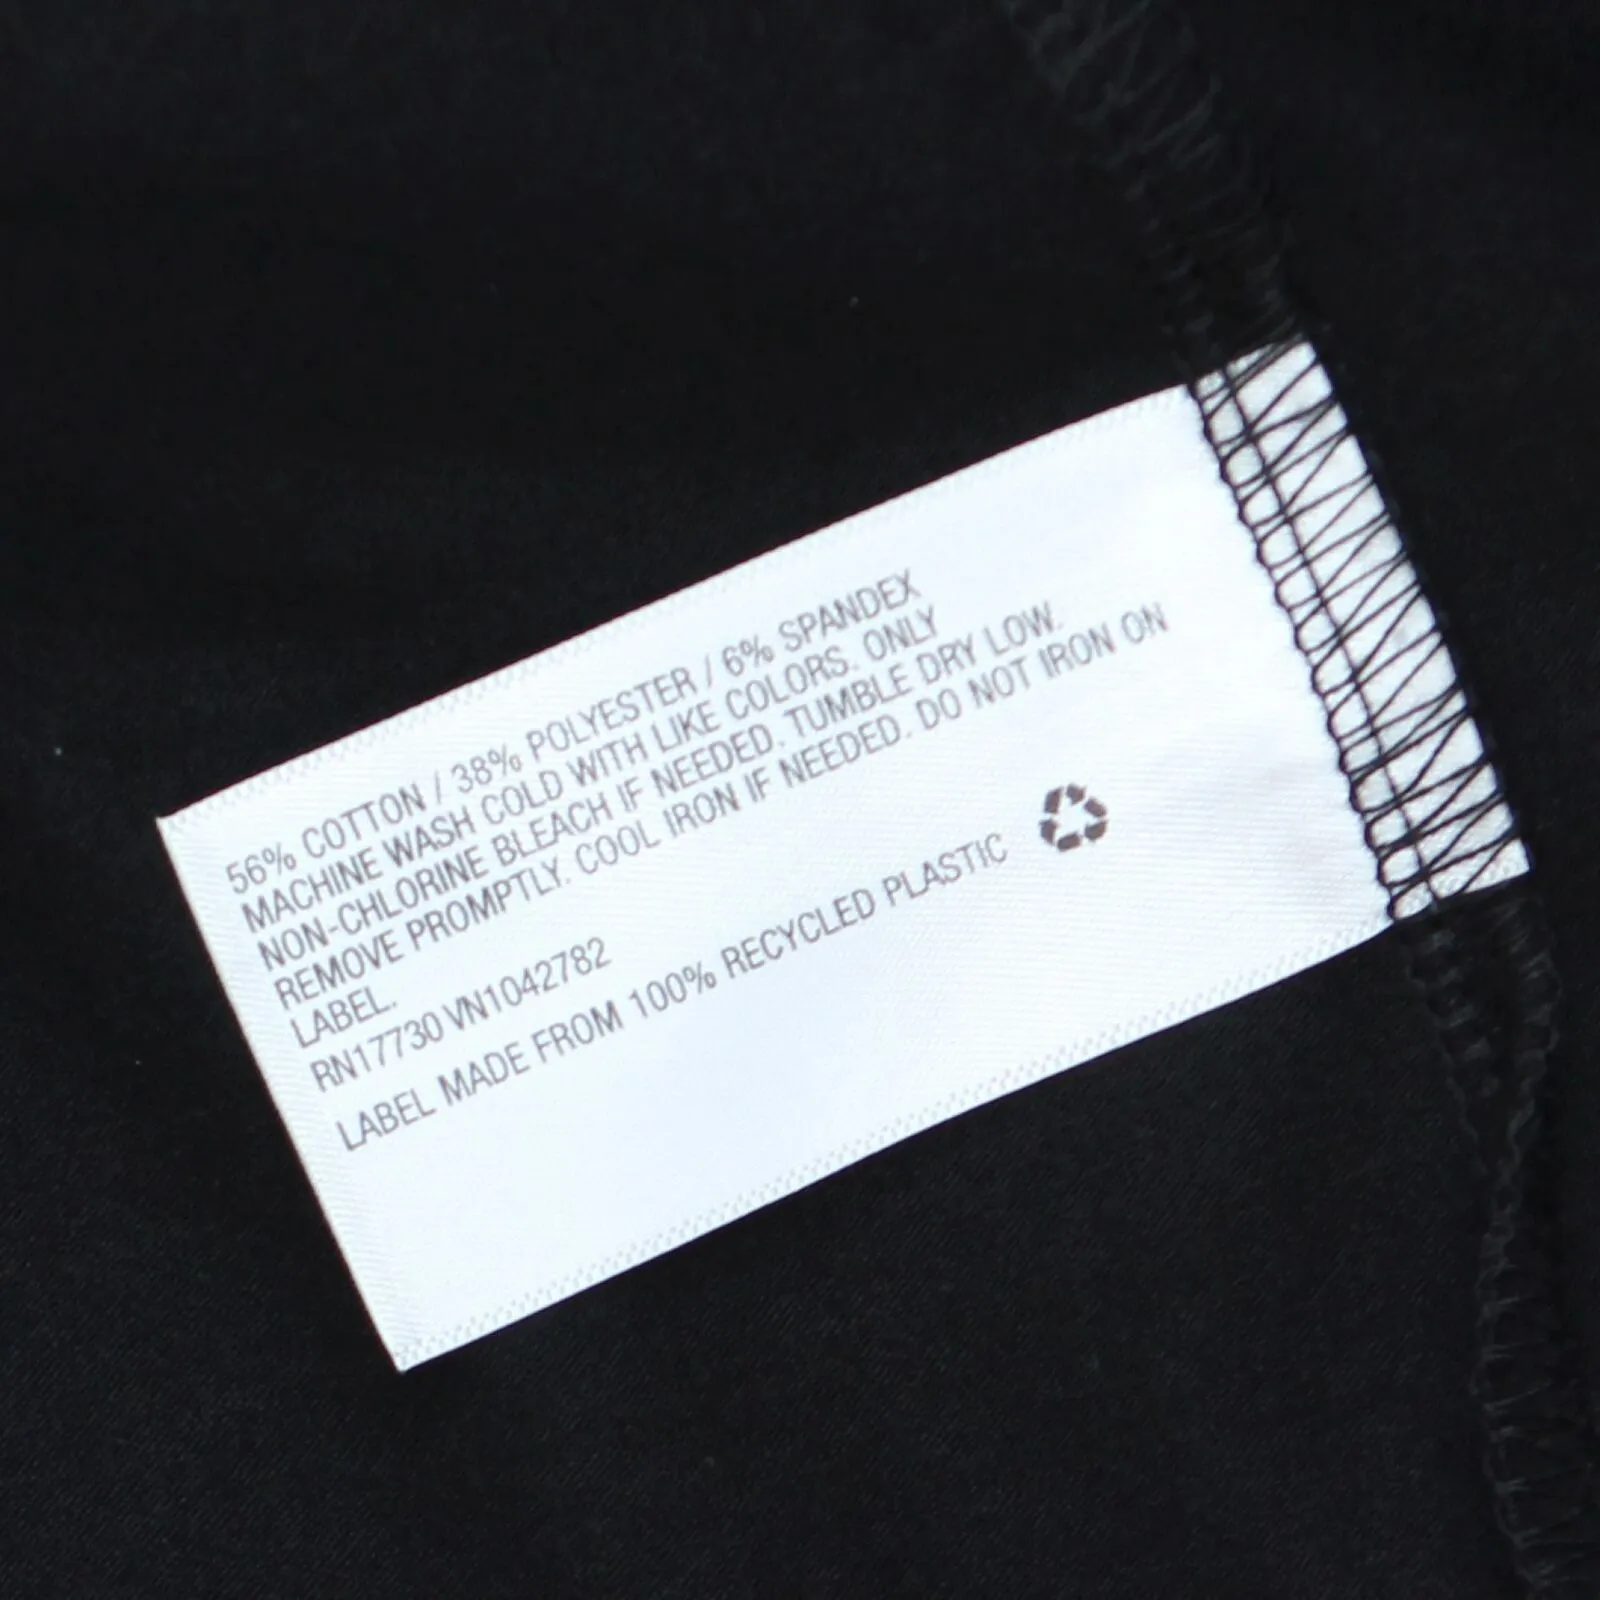 56% COTTON / 38% POLYESTER / 6% SPANDEX
MACHINE WASH COLD WITH LIKE COLORS. ONLY
NON-CHLORINE BLEACH IF NEEDED. TUMBLE DRY LOW.
REMOVE PROMPTLY. COOL IRON IF NEEDED. DO NOT IRON ON
LABEL.
RN17730 VN1042782
LABEL MADE FROM 100% RECYCLED PLASTIC